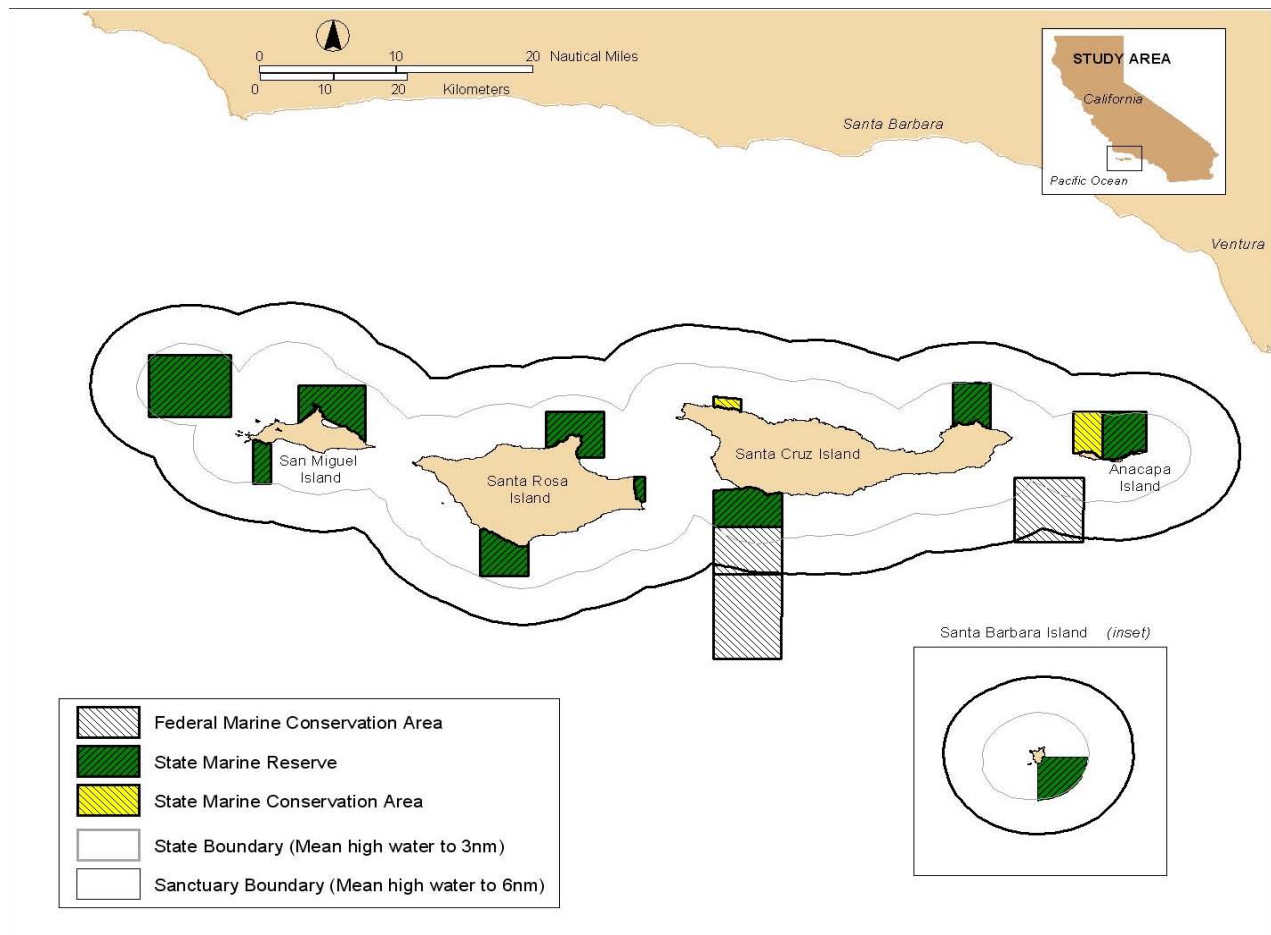 0 10 20 Nautical Miles
0 10 20 Kilometers
STUDY AREA
California
Pacific Ocean
Santa Barbara
Ventura
San Miguel
Island
Santa Rosa
Island
Santa Cruz Island
Anacapa
Island
Santa Barbara Island (inset)
Federal Marine Conservation Area
State Marine Reserve
State Marine Conservation Area
State Boundary (Mean high water to 3nm)
Sanctuary Boundary (Mean high water to 6nm)